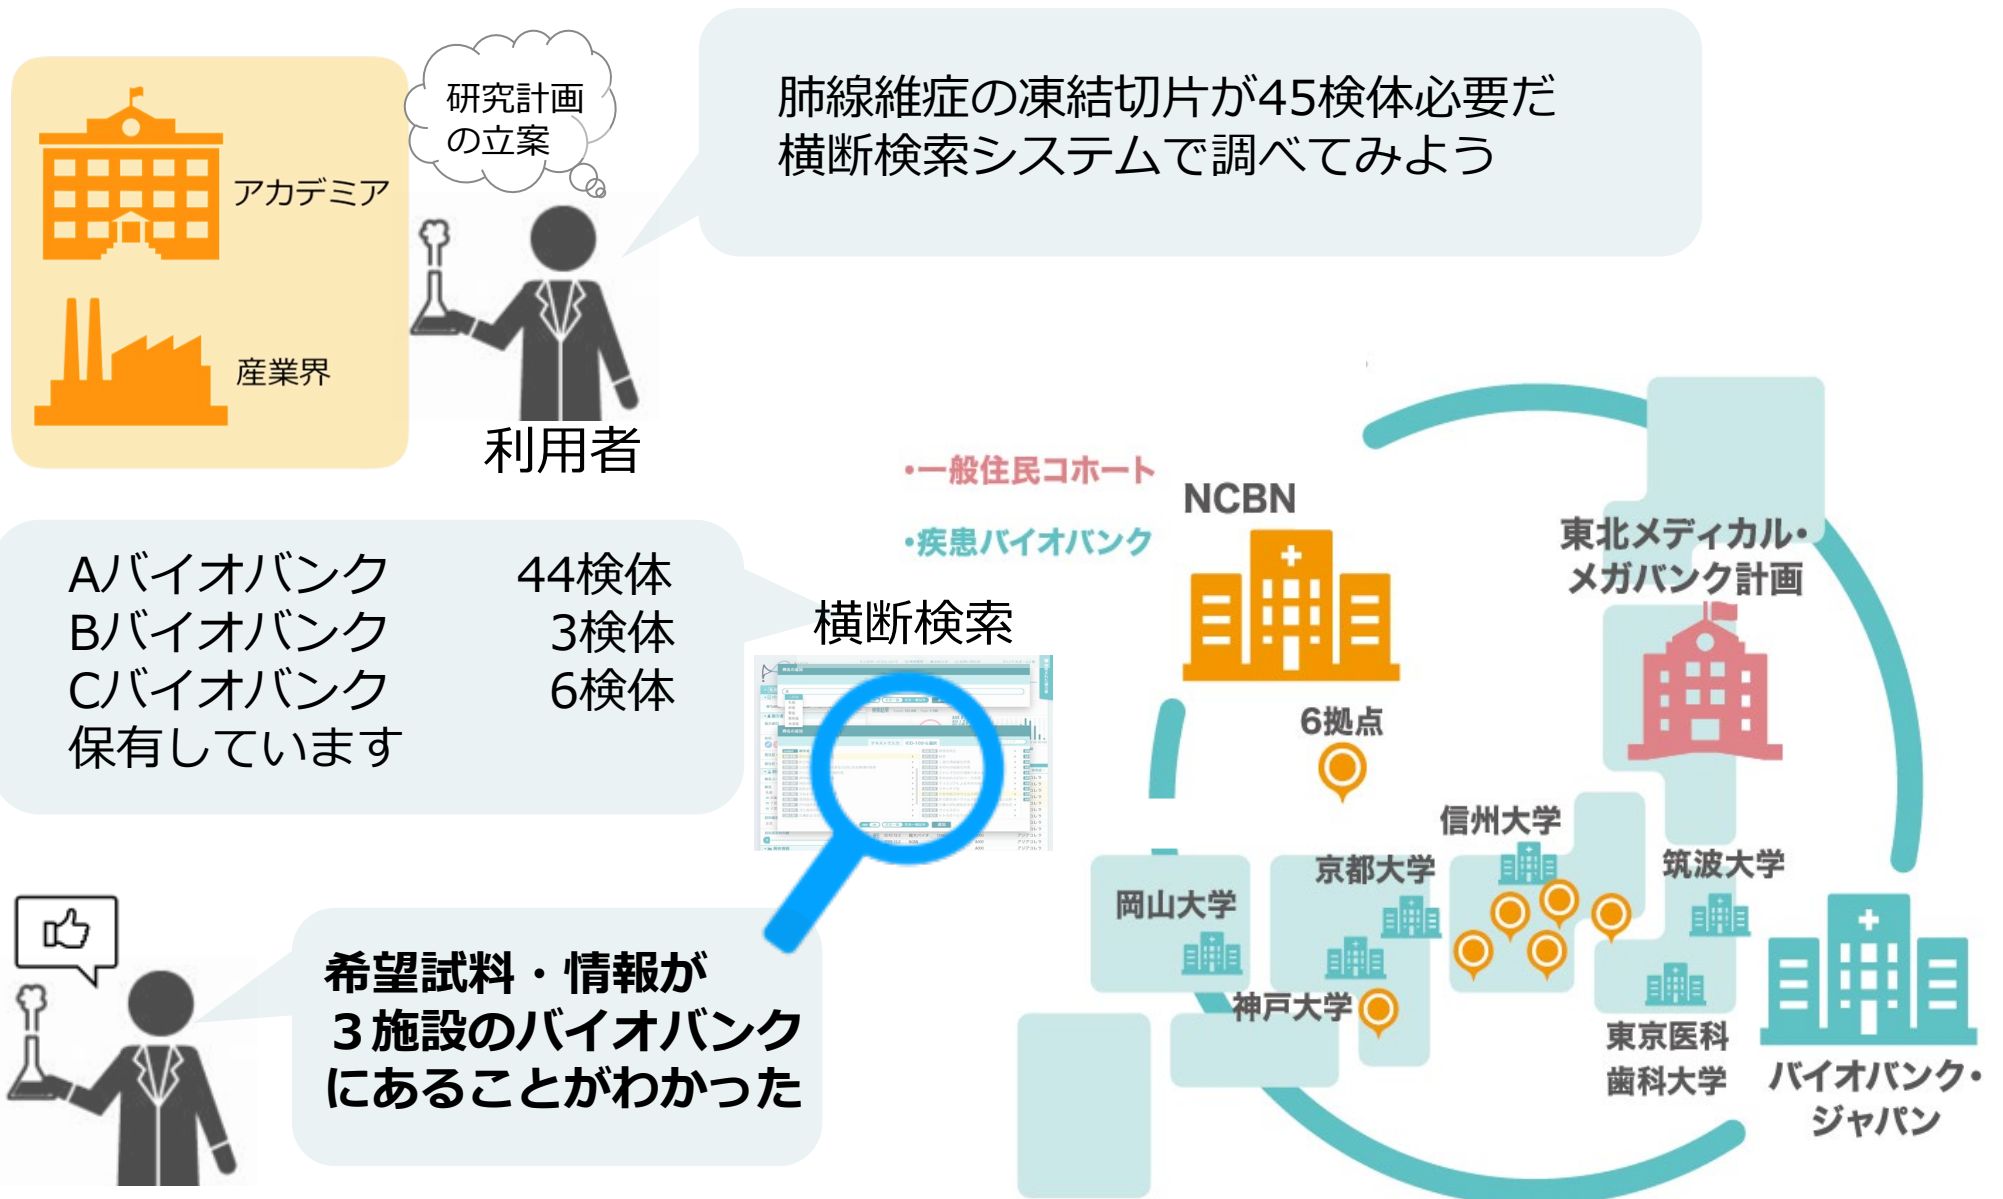 研究計画
の立案
アカデミア
産業界
利用者
肺線維症の凍結切片が45検体必要だ
横断検索システムで調べてみよう
Aバイオバンク 44検体
Bバイオバンク 3検体
Cバイオバンク 6検体
保有しています
横断検索
希望試料・情報が
３施設のバイオバンク
にあることがわかった
・一般住民コホート
・疾患バイオバンク
NCBN
6拠点
東北メディカル・
メガバンク計画
信州大学
京都大学
筑波大学
岡山大学
神戸大学
東京医科
歯科大学
バイオバンク・
ジャパン